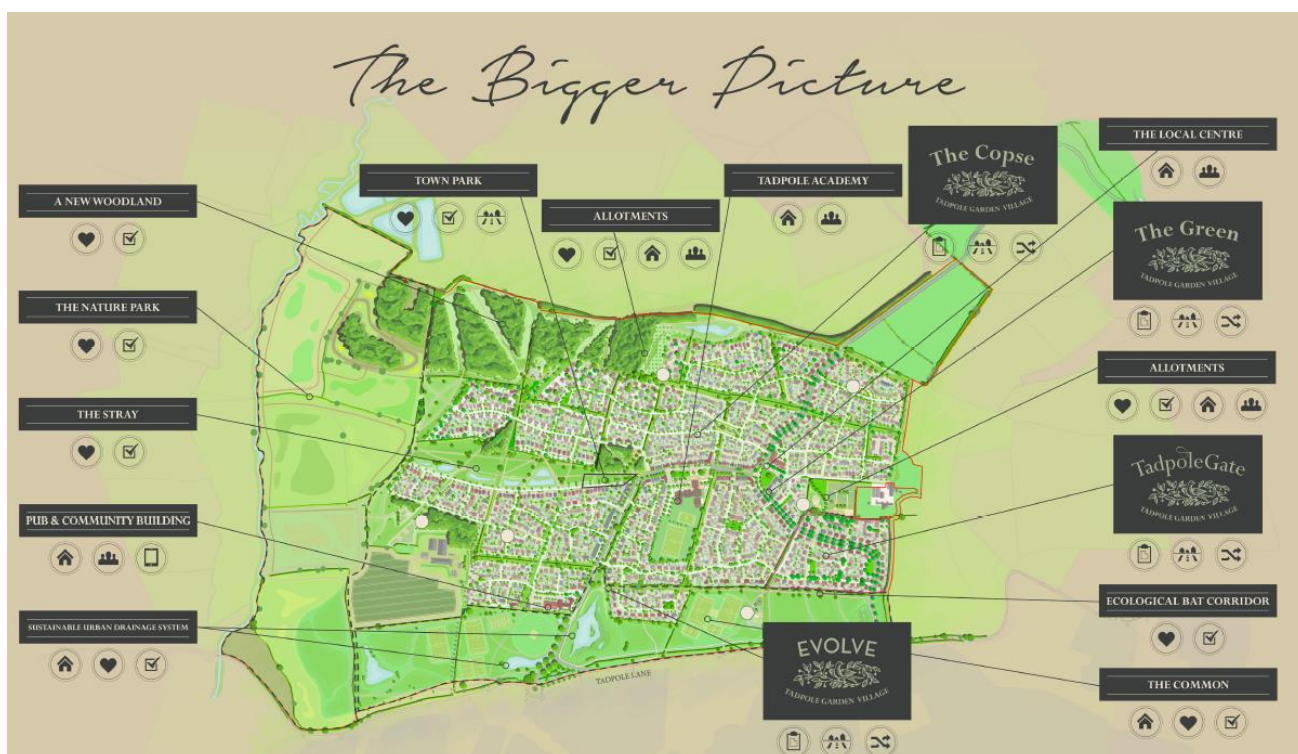 The Bigger Picture
A NEW WOODLAND
TOWN PARK
ALLOTMENTS
TADPOLE ACADEMY
The Copse
TADPOLE GARDEN VILLAGE
THE LOCAL CENTRE
The Green
TADPOLE GARDEN VILLAGE
THE NATURE PARK
ALLOTMENTS
THE STRAY
TadpoleGate
TADPOLE GARDEN VILLAGE
PUB & COMMUNITY BUILDING
ECOLOGICAL BAT CORRIDOR
SUSTAINABLE URBAN DRAINAGE SYSTEM
EVOLVE
TADPOLE GARDEN VILLAGE
TADPOLE LANE
THE COMMON